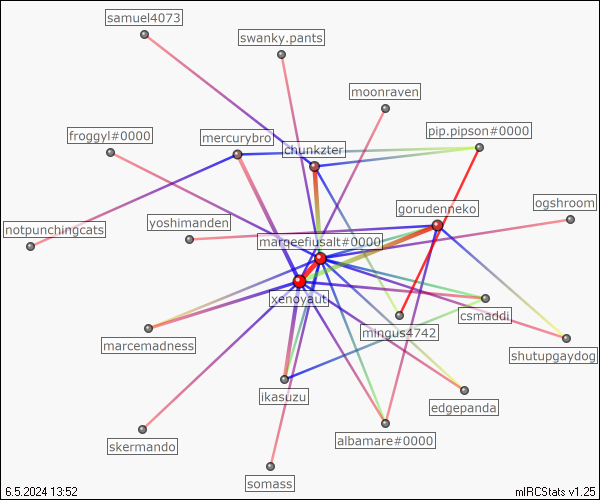 samuel4073
swanky.pants
moonraven
froggyl#0000
mercurybro
chunkzter
pip.pipson#0000
notpunchingcats
yoshimanden
gorudenneko
ogshroom
marqeefiusalt#0000
xenoyaut
csmaddi
mingus4742
marcemadness
shutupgaydog
ikasuzu
edgepanda
albamare#0000
skermando
somass
6.5.2024 13:52
mIRCStats v1.25